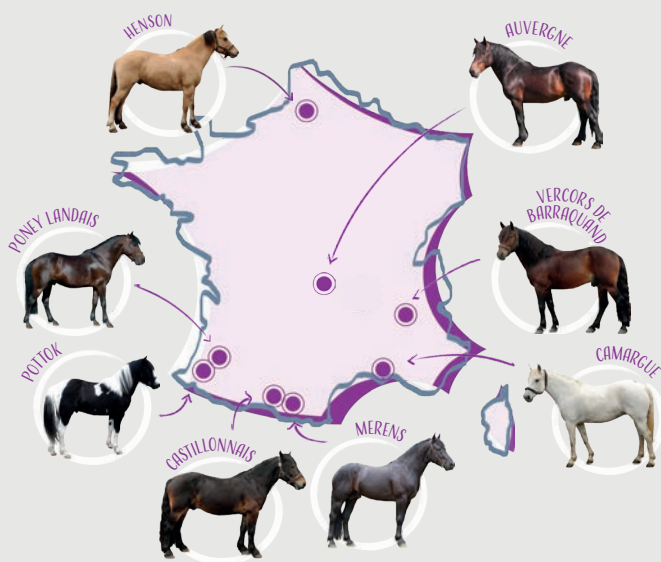 HENSON
AUVERGNE
VERCORS DE
BARRAQUAND
PONEY LANDAIS
POTTOK
CAMARGUE
MERENS
CASTILLONNAIS